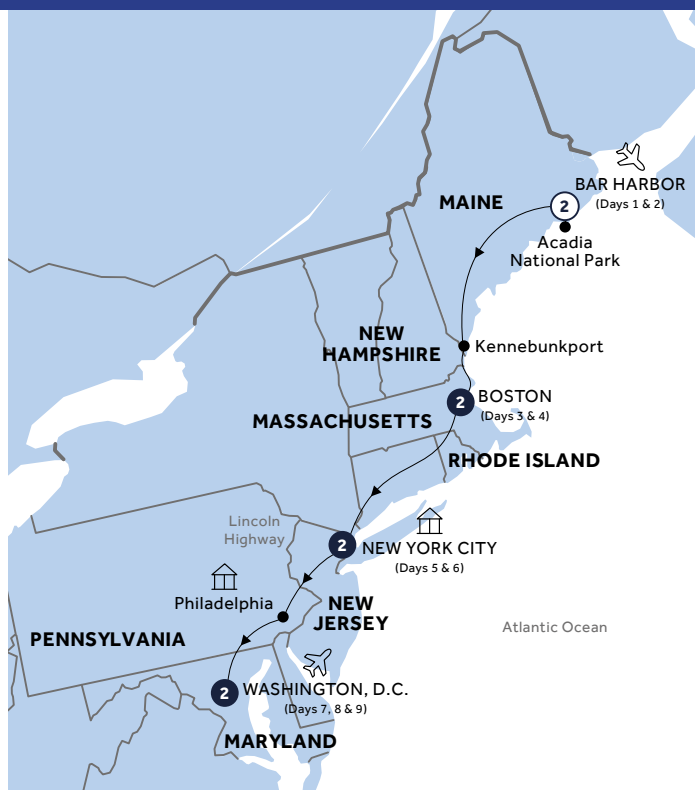 BAR HARBOR
(Days 1 & 2)
MAINE
2
Acadia
National Park
NEW
HAMPSHIRE
Kennebunkport
2
BOSTON
(Days 3 & 4)
MASSACHUSETTS
RHODE ISLAND
Lincoln
Highway
2
NEW YORK CITY
(Days 5 & 6)
Philadelphia
NEW
JERSEY
Atlantic Ocean
PENNSYLVANIA
2
WASHINGTON, D.C.
(Days 7, 8 & 9)
MARYLAND